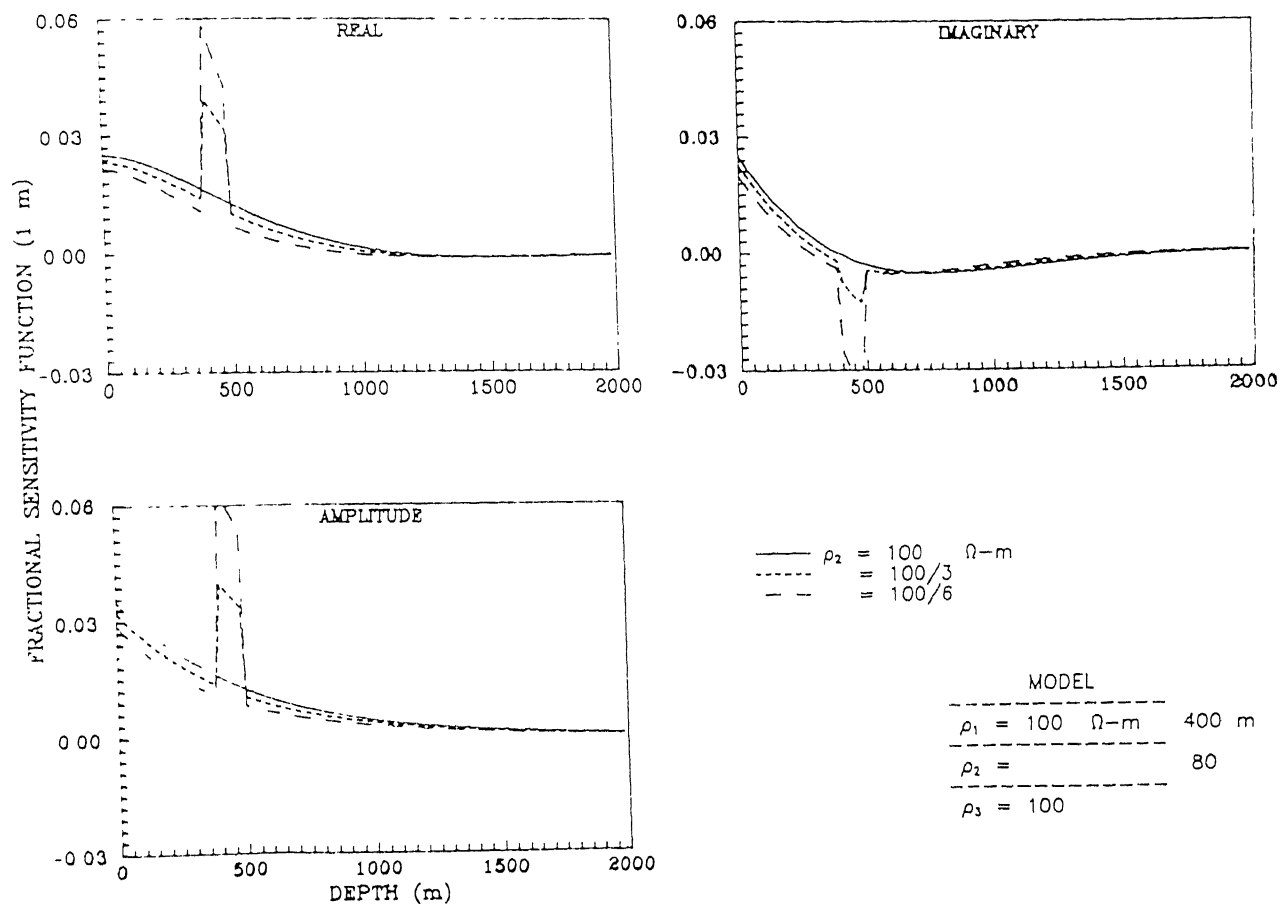 FRACTIONAL SENSITIVITY FUNCTION (1 m)
REAL
0.06
0 03
0 00
-0.03
0 500 1000 1500 2000
IMAGINARY
0.06
0.03
0.00
-0.03
0 500 1000 1500 2000
AMPLITUDE
0.06
0.03
0 00
-0 03
0 500 1000 1500 2000
DEPTH (m)
ρ2 = 100 Ω-m
= 100/3
= 100/6
MODEL
ρ1 = 100 Ω-m 400 m
ρ2 = 80
ρ3 = 100